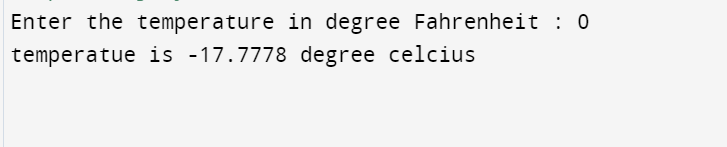 Enter the temperature in degree Fahrenheit : 0
temperatue is -17.7778 degree celcius